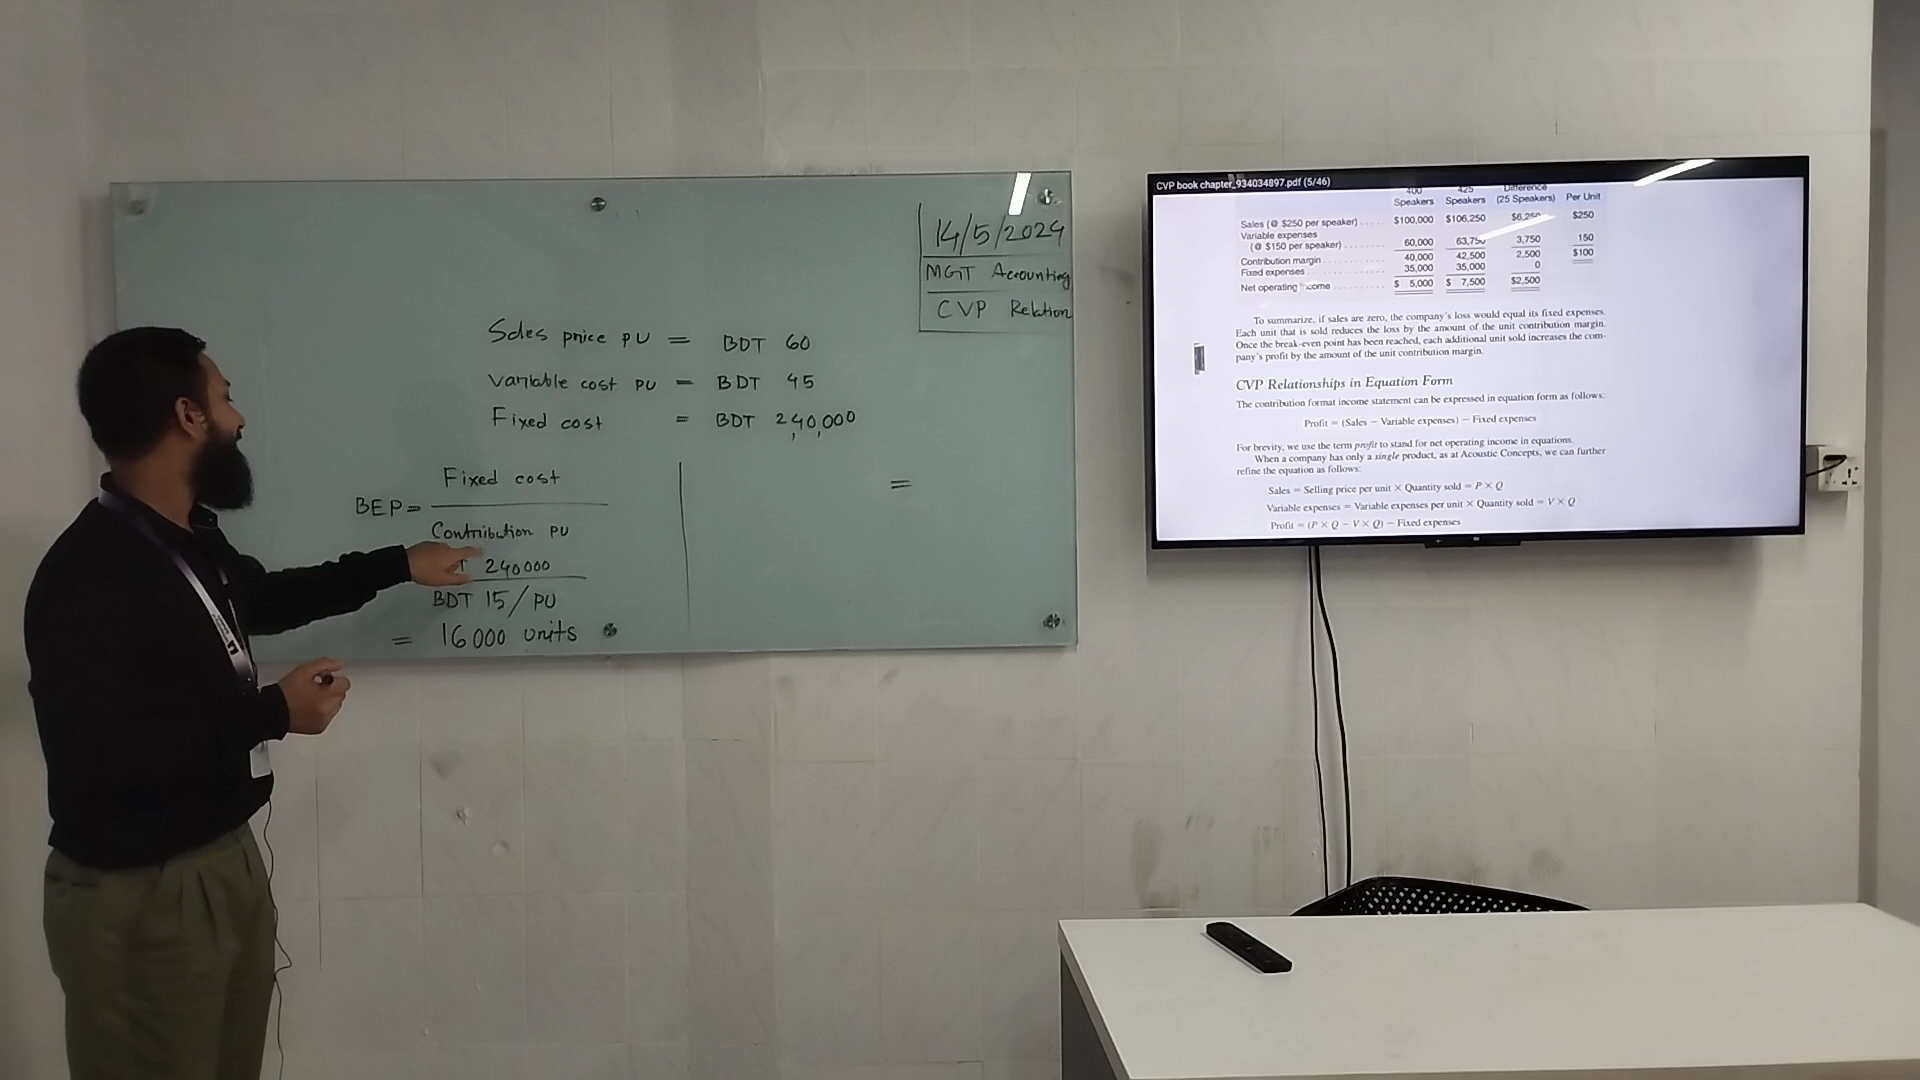 14/5/2024
MGT Accounting
CVP Relation
Sales price PU = BDT 60
Variable cost PU = BDT 45
Fixed cost = BDT 240,000
Fixed cost
BEP=
Contribution PU
T 240000
BDT 15/PU
= 16000 units
=
CVP book chapter_934034897.pdf (5/46)
400 425 Difference
Speakers Speakers (25 Speakers) Per Unit
Sales (@ $250 per speaker) $100,000 $106,250 $6,250 $250
Variable expenses
(@ $150 per speaker) 60,000 63,750 3,750 150
Contribution margin 40,000 42,500 2,500 $100
Fixed expenses 35,000 35,000 0
Net operating income $ 5,000 $ 7,500 $2,500
To summarize, if sales are zero, the company's loss would equal its fixed expenses.
Each unit that is sold reduces the loss by the amount of the unit contribution margin.
Once the break-even point has been reached, each additional unit sold increases the com-
pany's profit by the amount of the unit contribution margin.
CVP Relationships in Equation Form
The contribution format income statement can be expressed in equation form as follows:
Profit = (Sales − Variable expenses) − Fixed expenses
For brevity, we use the term profit to stand for net operating income in equations.
When a company has only a single product, as at Acoustic Concepts, we can further
refine the equation as follows:
Sales = Selling price per unit × Quantity sold = P × Q
Variable expenses = Variable expenses per unit × Quantity sold = V × Q
Profit = (P × Q − V × Q) − Fixed expenses